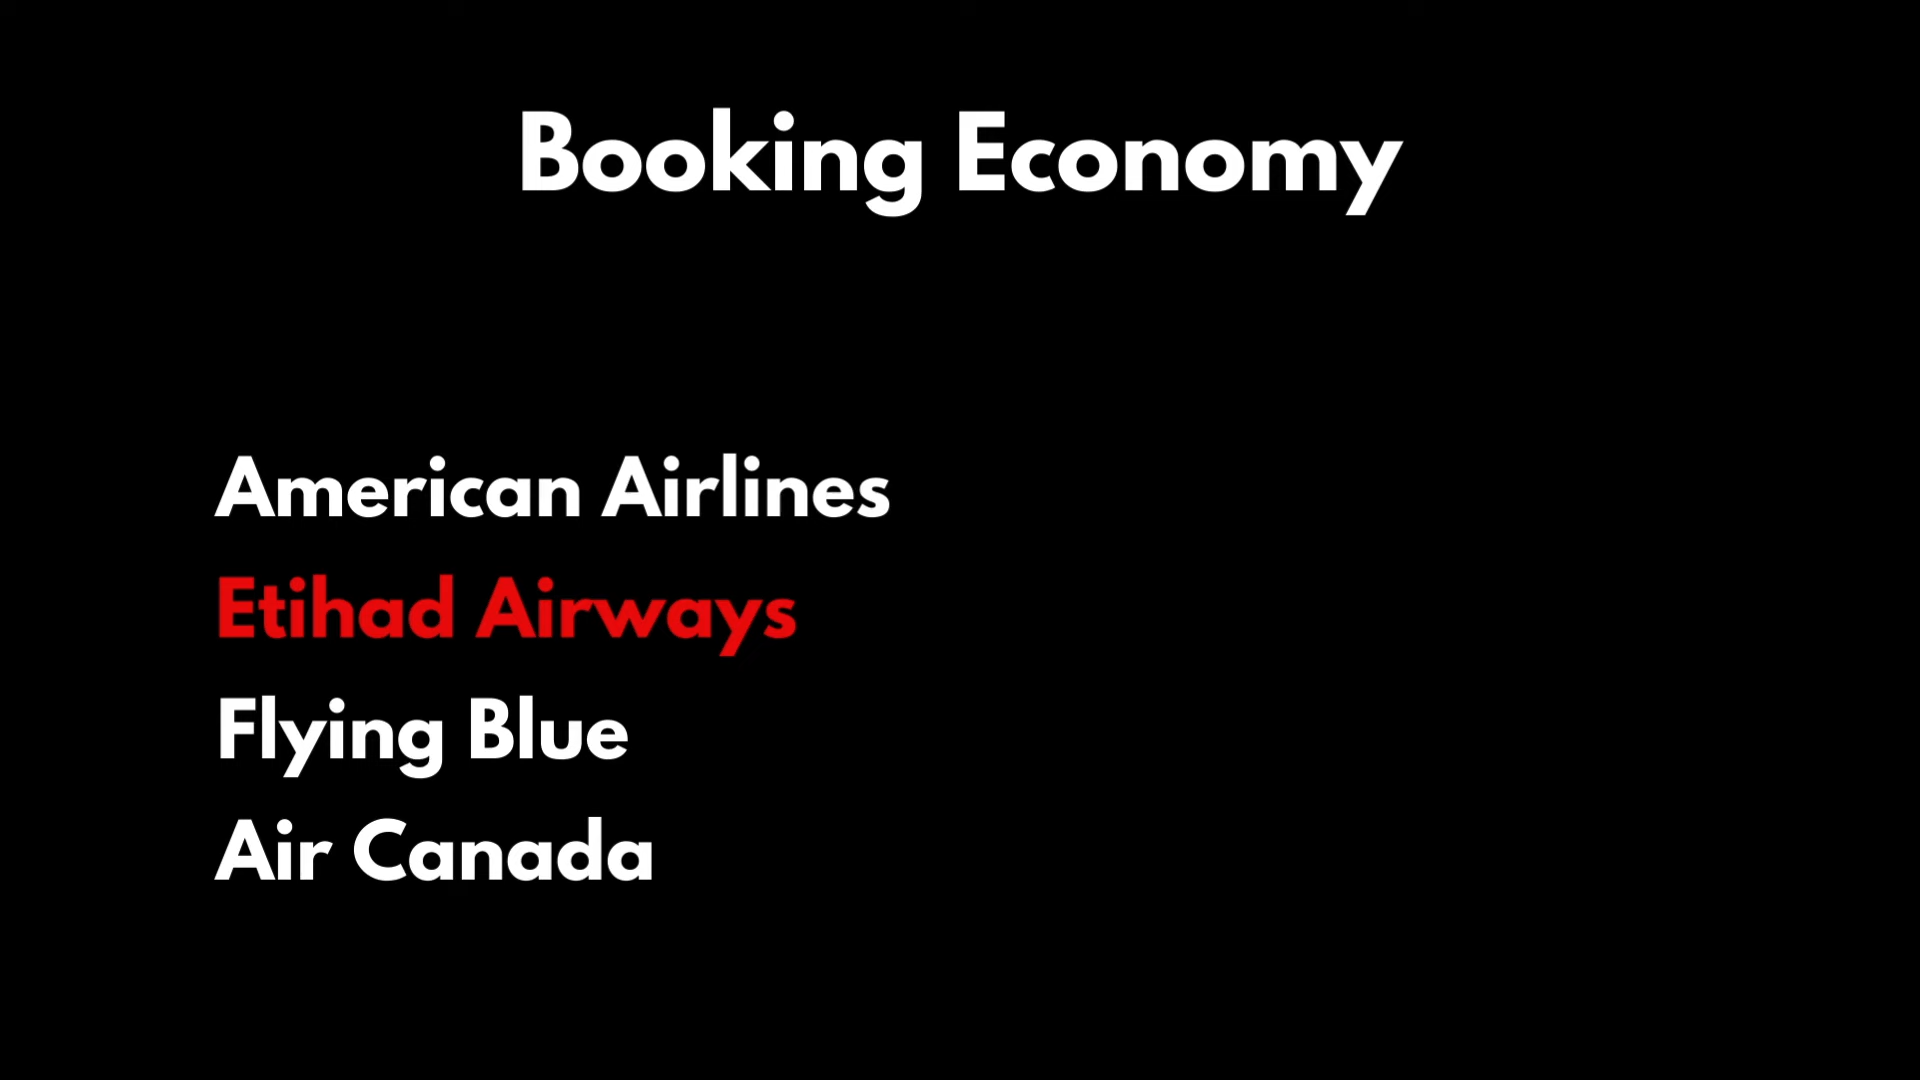 Booking Economy
American Airlines
Etihad Airways
Flying Blue
Air Canada